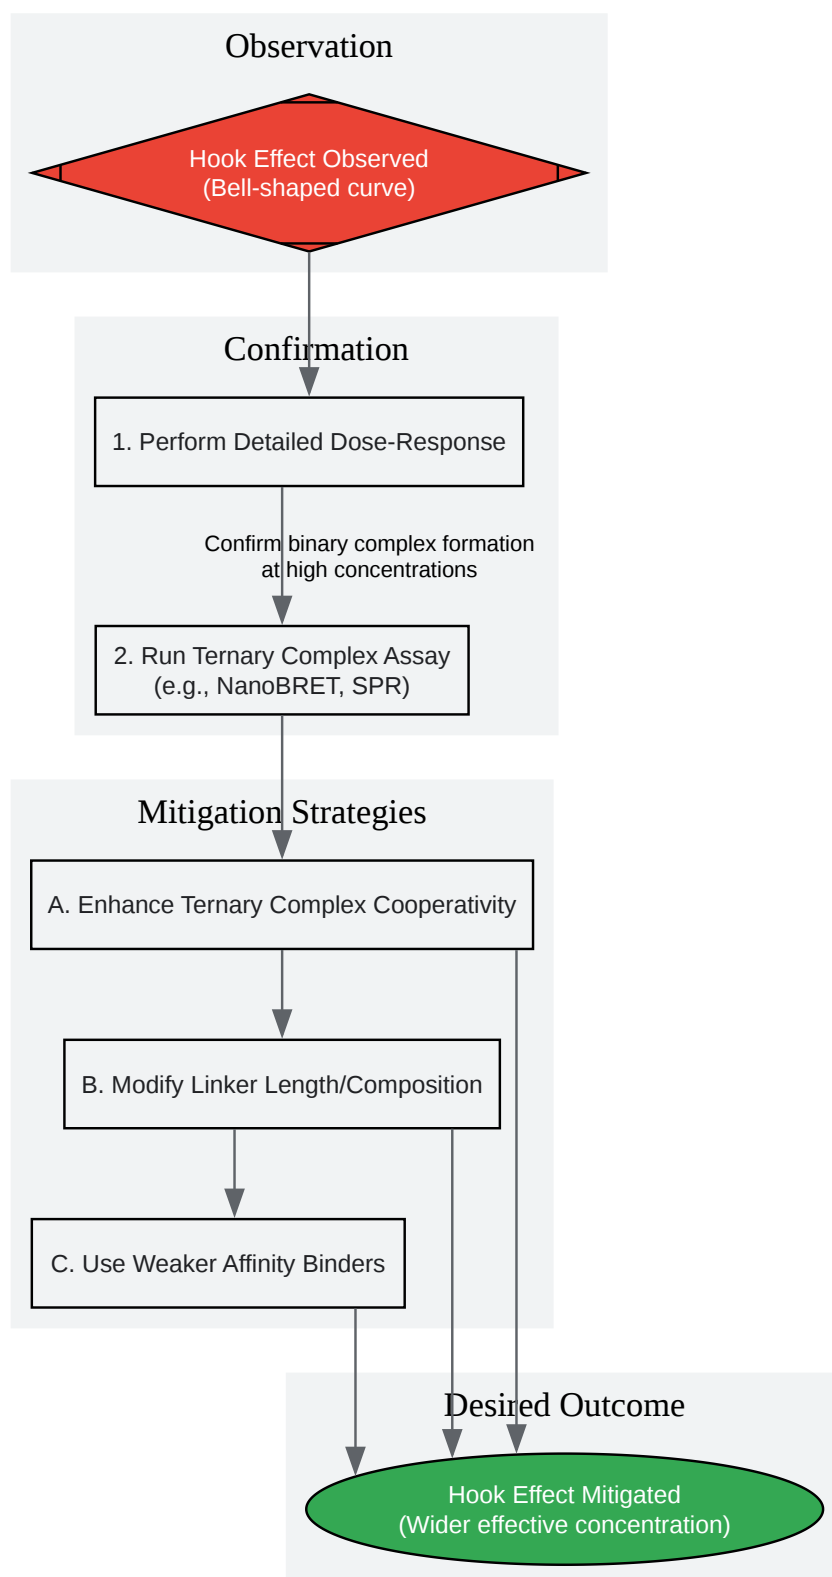 Observation
Hook Effect Observed
(Bell-shaped curve)
Confirmation
1. Perform Detailed Dose-Response
Confirm binary complex formation
at high concentrations
2. Run Ternary Complex Assay
(e.g., NanoBRET, SPR)
Mitigation Strategies
A. Enhance Ternary Complex Cooperativity
B. Modify Linker Length/Composition
C. Use Weaker Affinity Binders
Desired Outcome
Hook Effect Mitigated
(Wider effective concentration)